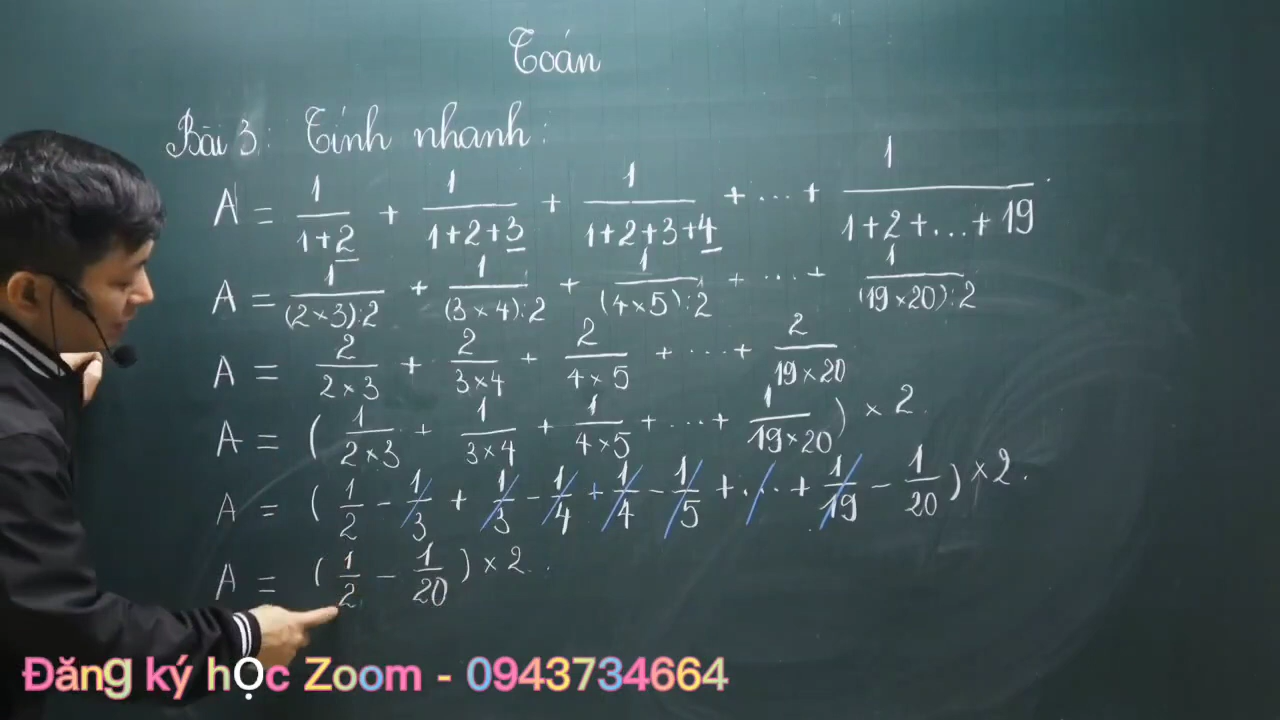 Toán
Bài 3: Tính nhanh:
A = 1/(1+2) + 1/(1+2+3) + 1/(1+2+3+4) + ... + 1/(1+2+...+19)
A = 1/((2×3):2) + 1/((3×4):2) + 1/((4×5):2) + ... + 1/((19×20):2)
A = 2/(2×3) + 2/(3×4) + 2/(4×5) + ... + 2/(19×20)
A = (1/(2×3) + 1/(3×4) + 1/(4×5) + ... + 1/(19×20)) × 2
A = (1/2 - 1/3 + 1/3 - 1/4 + 1/4 - 1/5 + ... + 1/19 - 1/20) × 2.
A = (1/2 - 1/20) × 2
Đăng ký học Zoom - 0943734664